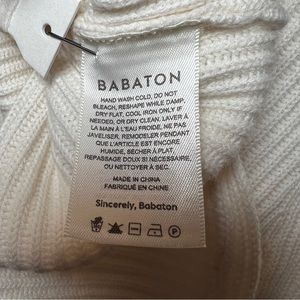 BABATON
HAND WASH COLD, DO NOT
BLEACH, RESHAPE WHILE DAMP,
DRY FLAT, COOL IRON ONLY IF
NEEDED, OR DRY CLEAN. LAVER À
LA MAIN À L'EAU FROIDE, NE PAS
JAVELISER, REMODELER PENDANT
QUE L'ARTICLE EST ENCORE
HUMIDE, SÉCHER À PLAT,
REPASSAGE DOUX SI NÉCESSAIRE,
OU NETTOYER À SEC.
MADE IN CHINA
FABRIQUÉ EN CHINE
Sincerely, Babaton
P